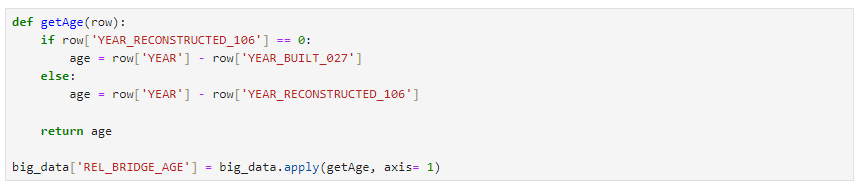 def getAge(row):
    if row['YEAR_RECONSTRUCTED_106'] == 0:
        age = row['YEAR'] - row['YEAR_BUILT_027']
    else:
        age = row['YEAR'] - row['YEAR_RECONSTRUCTED_106']

    return age

big_data['REL_BRIDGE_AGE'] = big_data.apply(getAge, axis= 1)